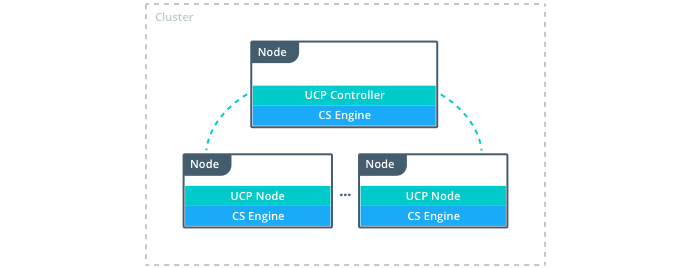 Cluster
Node
UCP Controller
CS Engine
Node
UCP Node
CS Engine
...
Node
UCP Node
CS Engine